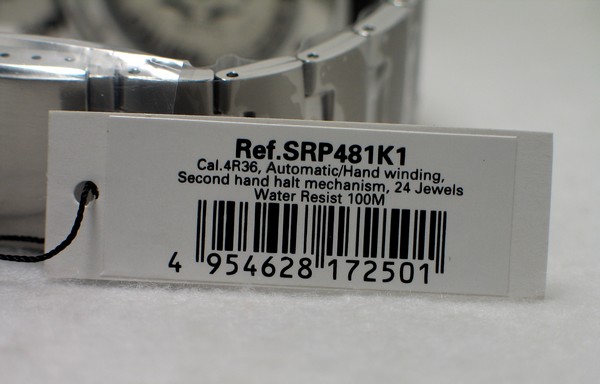 Ref.SRP481K1
Cal.4R36, Automatic/Hand winding,
Second hand halt mechanism, 24 Jewels
Water Resist 100M
4 954628 172501